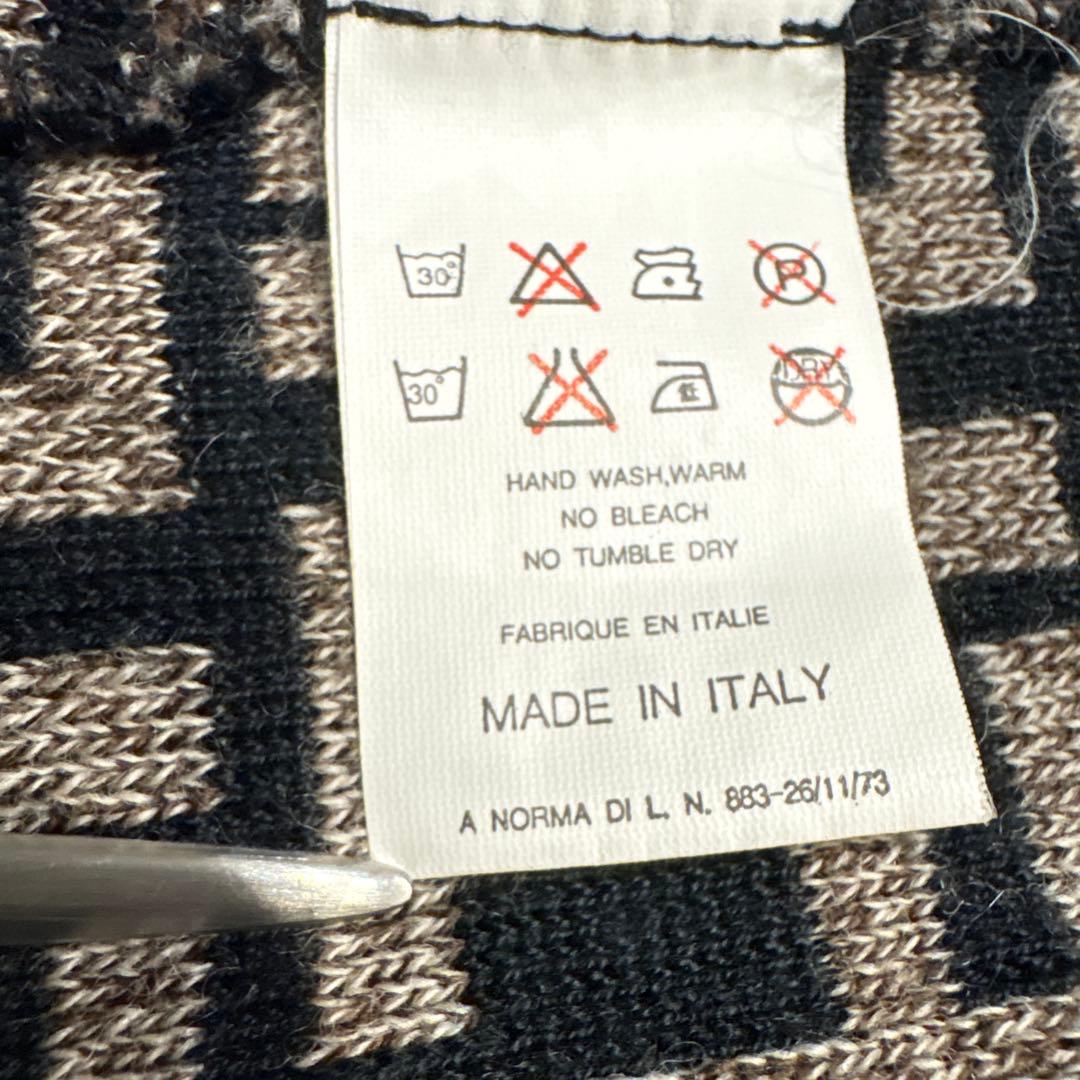 30°
P
30°
DRY
HAND WASH,WARM
NO BLEACH
NO TUMBLE DRY
FABRIQUE EN ITALIE
MADE IN ITALY
A NORMA DI L. N. 883-26/11/73